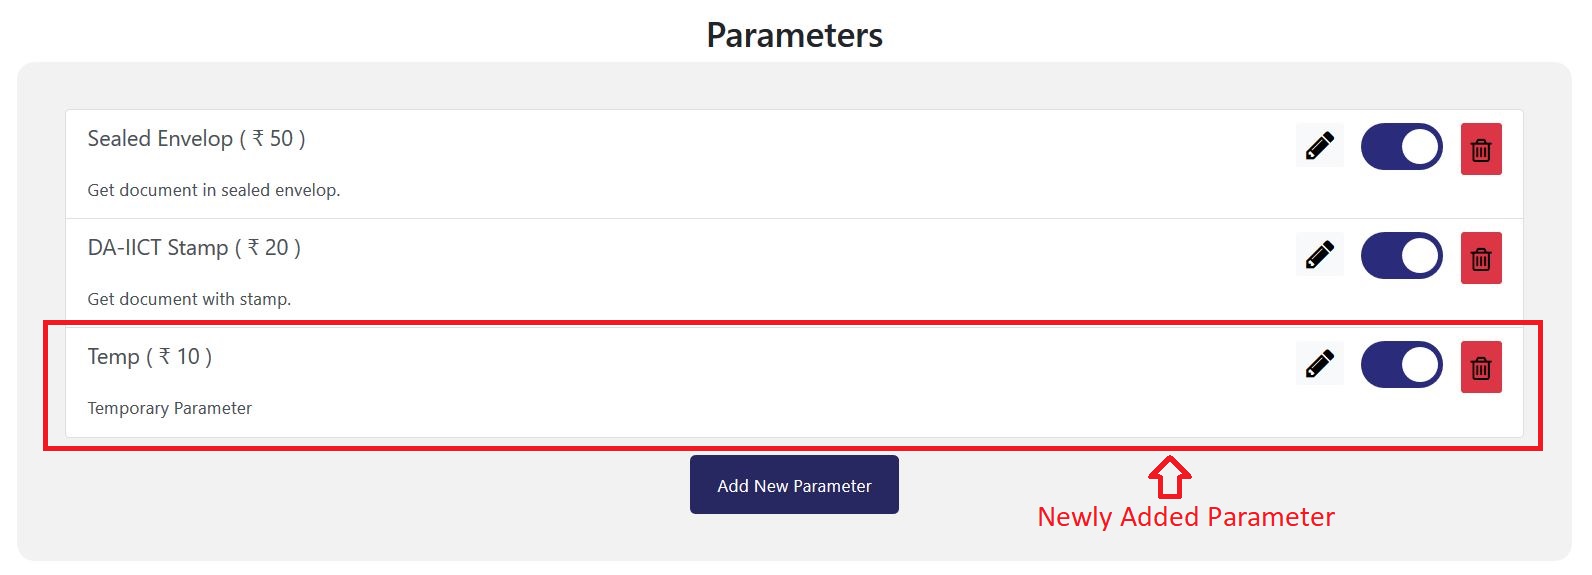 Parameters
Sealed Envelop ( ₹ 50 )
Get document in sealed envelop.
DA-IICT Stamp ( ₹ 20 )
Get document with stamp.
Temp ( ₹ 10 )
Temporary Parameter
Add New Parameter
Newly Added Parameter